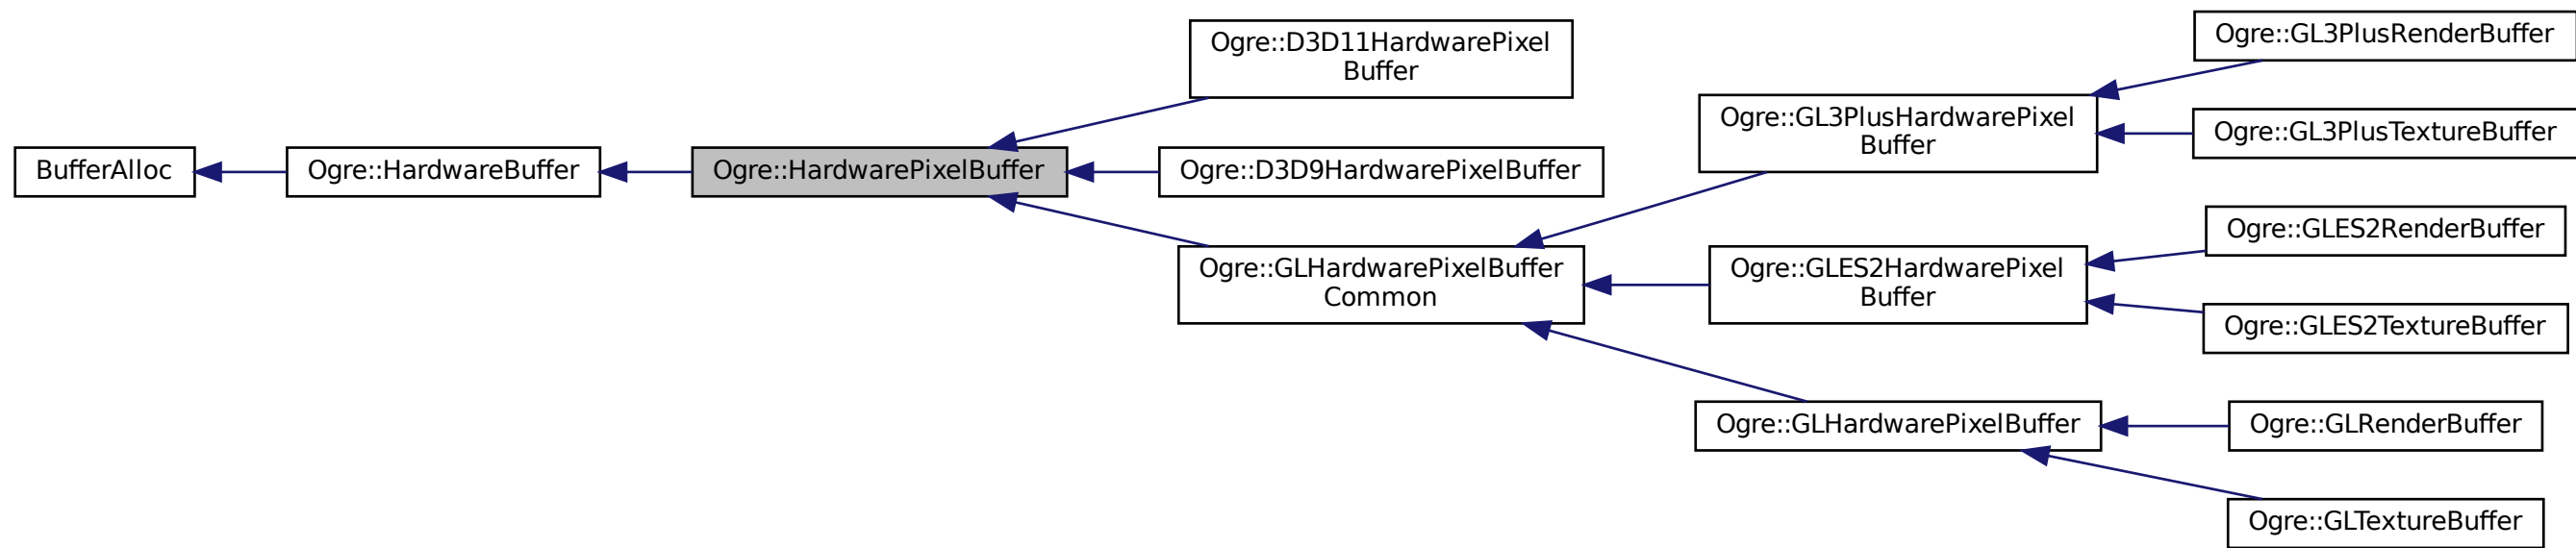 BufferAlloc
Ogre::HardwareBuffer
Ogre::HardwarePixelBuffer
Ogre::D3D11HardwarePixel
Buffer
Ogre::D3D9HardwarePixelBuffer
Ogre::GLHardwarePixelBuffer
Common
Ogre::GL3PlusHardwarePixel
Buffer
Ogre::GLES2HardwarePixel
Buffer
Ogre::GLHardwarePixelBuffer
Ogre::GL3PlusRenderBuffer
Ogre::GL3PlusTextureBuffer
Ogre::GLES2RenderBuffer
Ogre::GLES2TextureBuffer
Ogre::GLRenderBuffer
Ogre::GLTextureBuffer